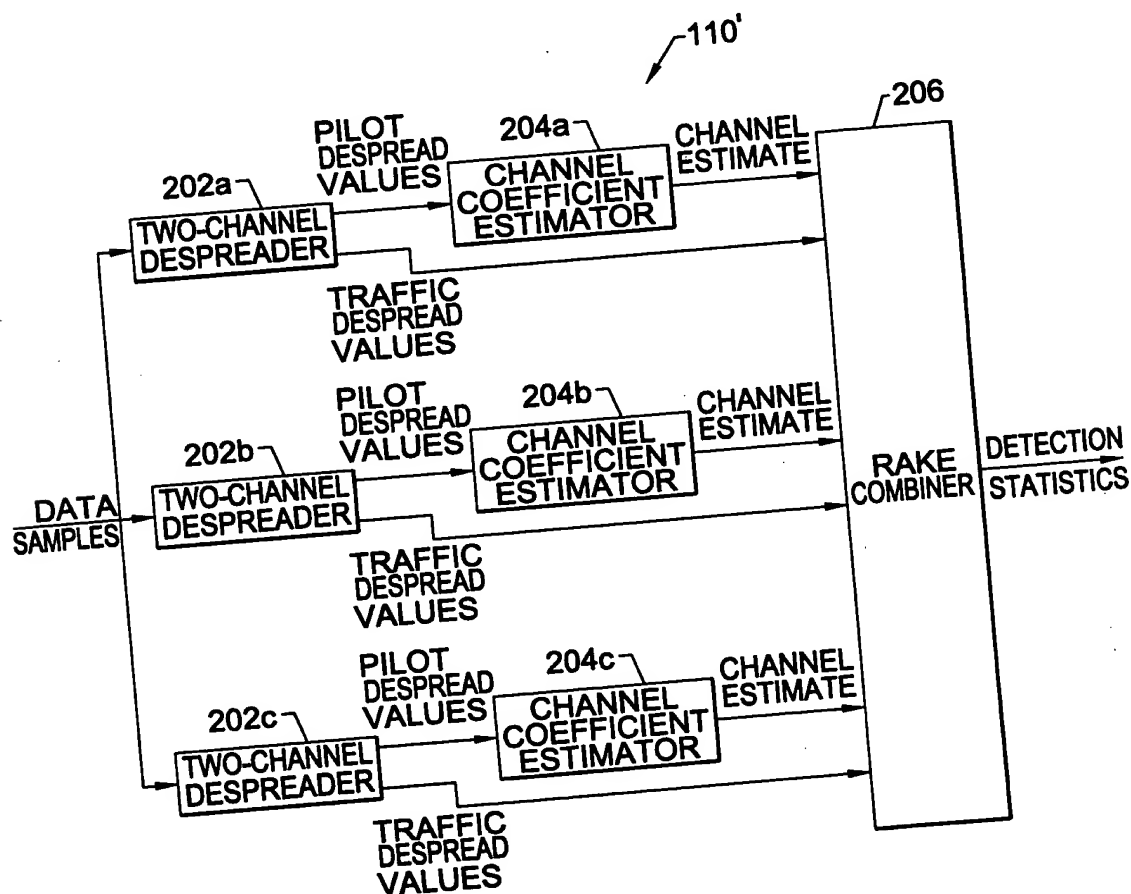 110'
206
PILOT
DESPREAD
VALUES
204a
CHANNEL
ESTIMATE
202a
CHANNEL
COEFFICIENT
ESTIMATOR
TWO-CHANNEL
DESPREADER
TRAFFIC
DESPREAD
VALUES
PILOT
DESPREAD
VALUES
204b
CHANNEL
ESTIMATE
202b
CHANNEL
COEFFICIENT
ESTIMATOR
TWO-CHANNEL
DESPREADER
DATA
SAMPLES
RAKE
COMBINER
DETECTION
STATISTICS
TRAFFIC
DESPREAD
VALUES
PILOT
DESPREAD
VALUES
204c
CHANNEL
ESTIMATE
202c
CHANNEL
COEFFICIENT
ESTIMATOR
TWO-CHANNEL
DESPREADER
TRAFFIC
DESPREAD
VALUES